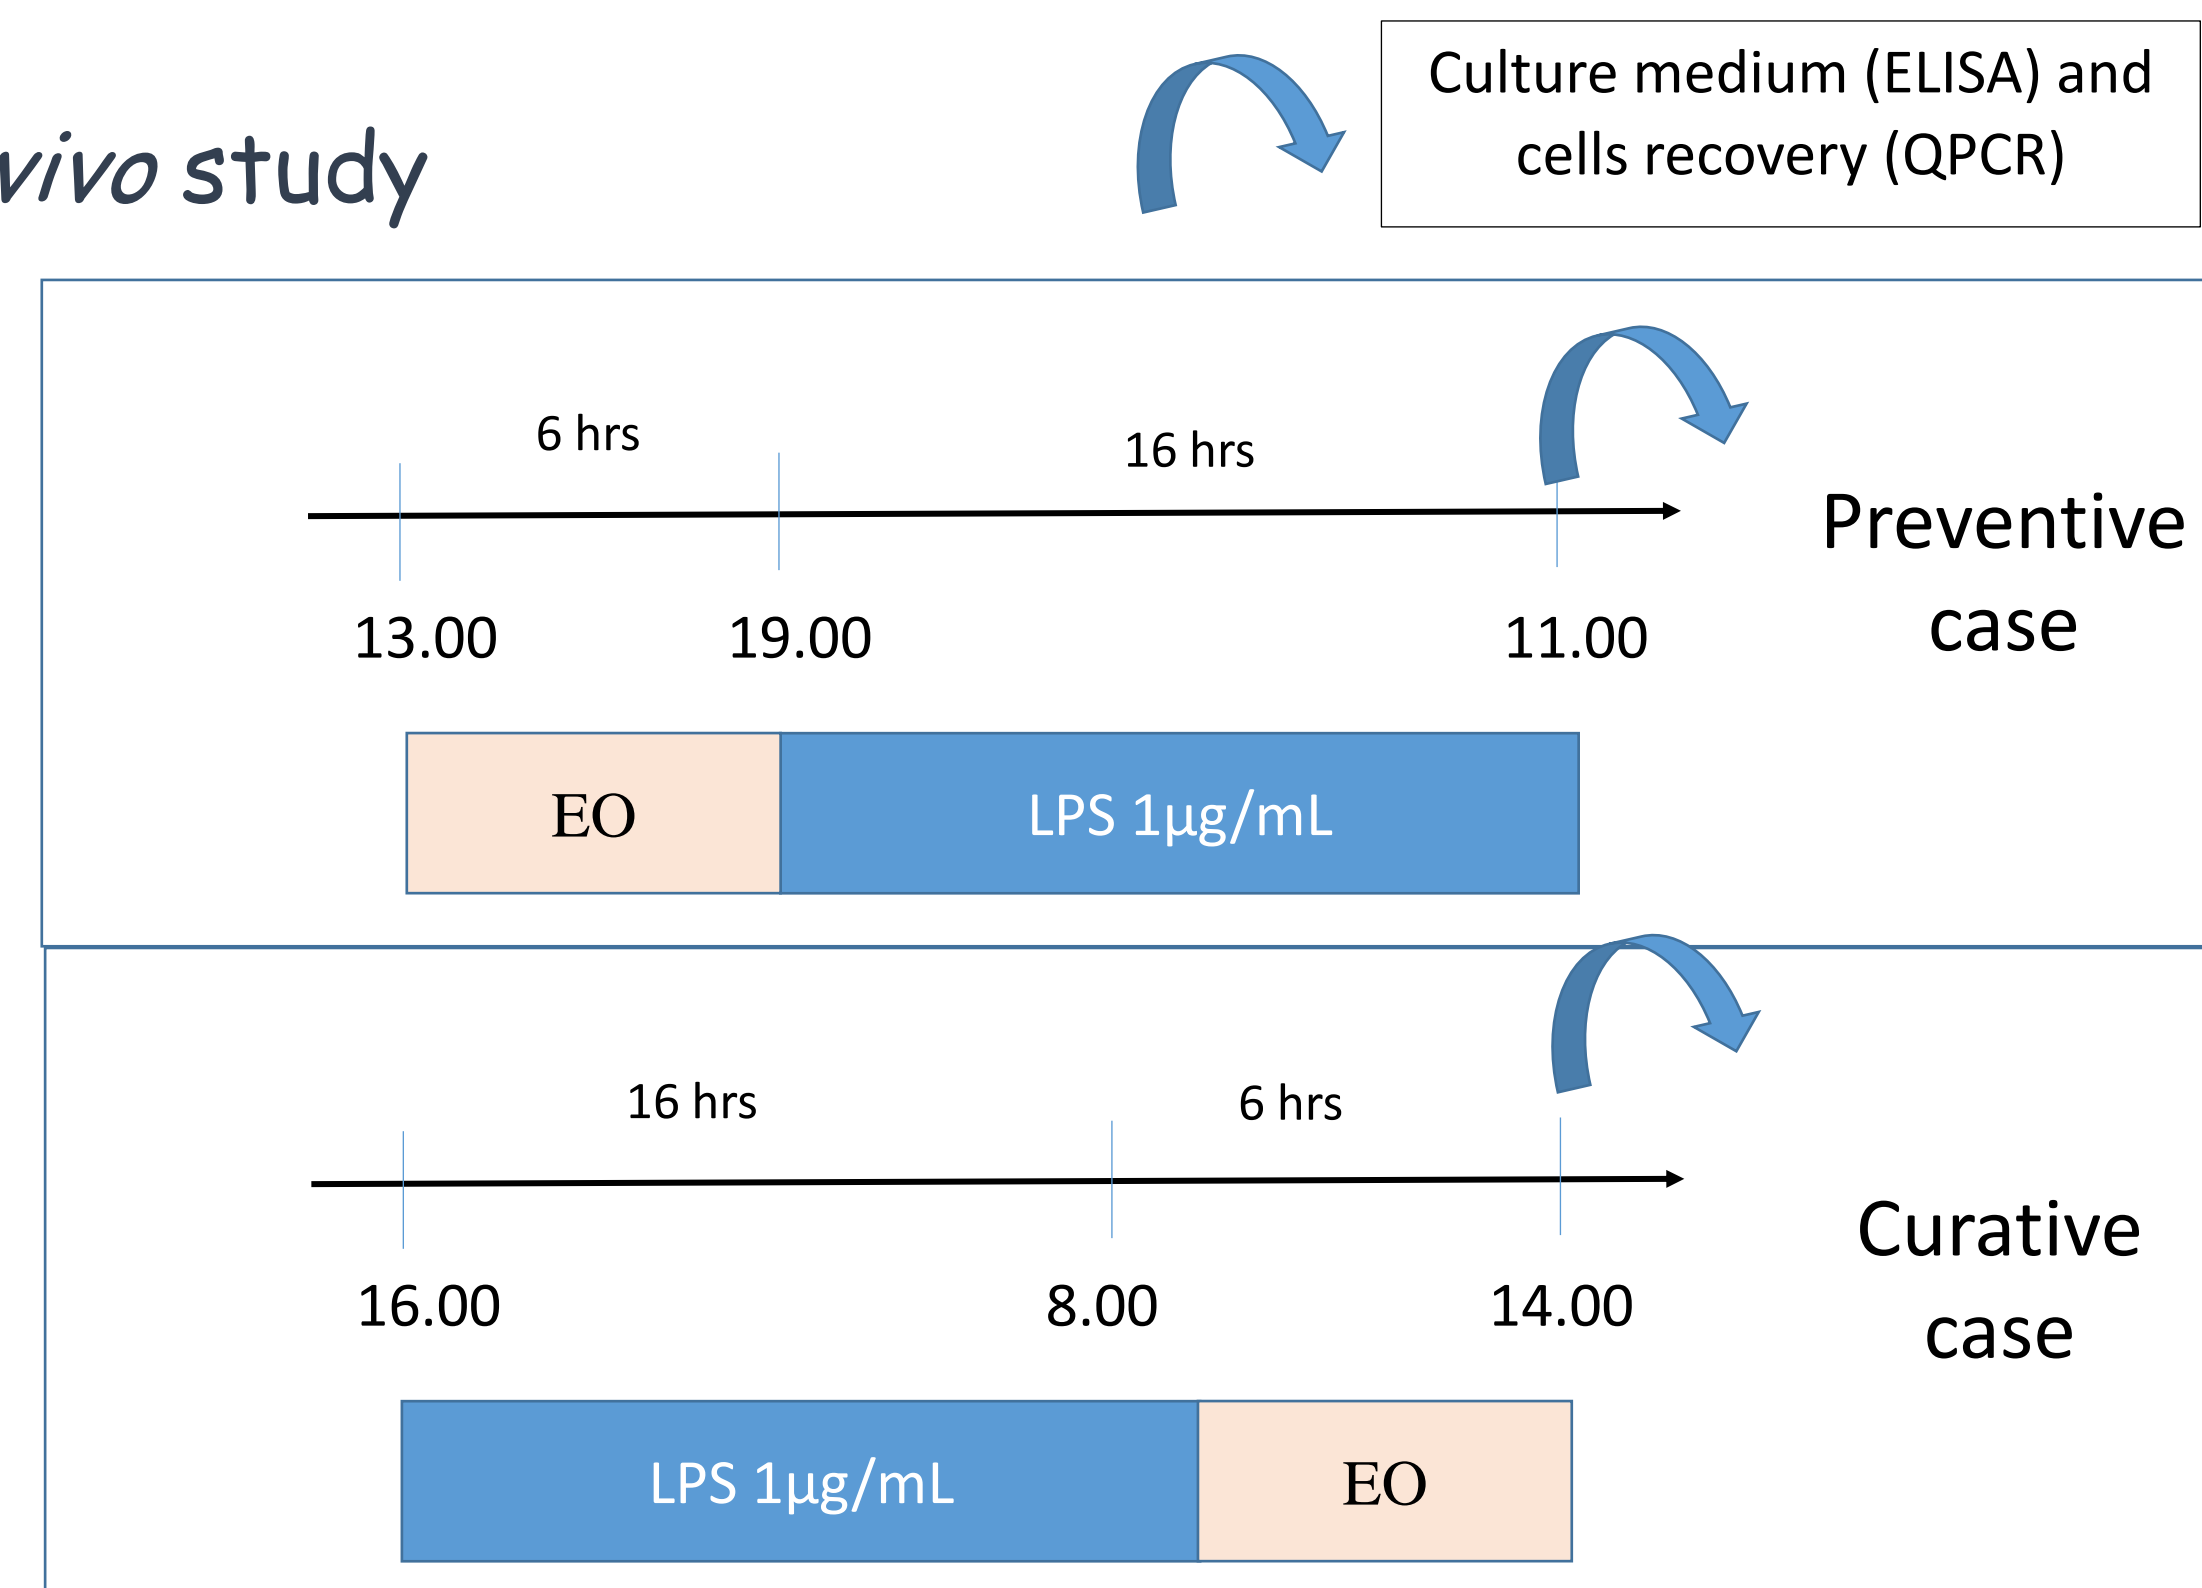 Culture medium (ELISA) and
cells recovery (QPCR)
vivo study
6 hrs
16 hrs
13.00
19.00
11.00
Preventive
case
EO
LPS 1µg/mL
16 hrs
6 hrs
16.00
8.00
14.00
Curative
case
LPS 1µg/mL
EO